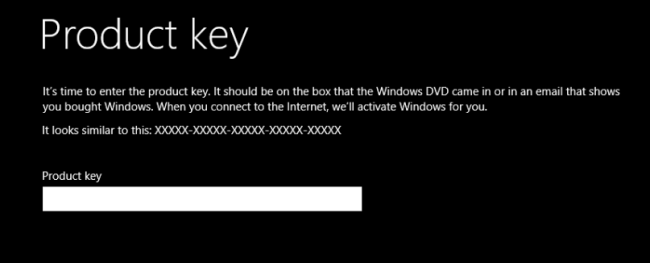 Product key
It's time to enter the product key. It should be on the box that the Windows DVD came in or in an email that shows
you bought Windows. When you connect to the Internet, we'll activate Windows for you.
It looks similar to this: XXXXX-XXXXX-XXXXX-XXXXX-XXXXX
Product key